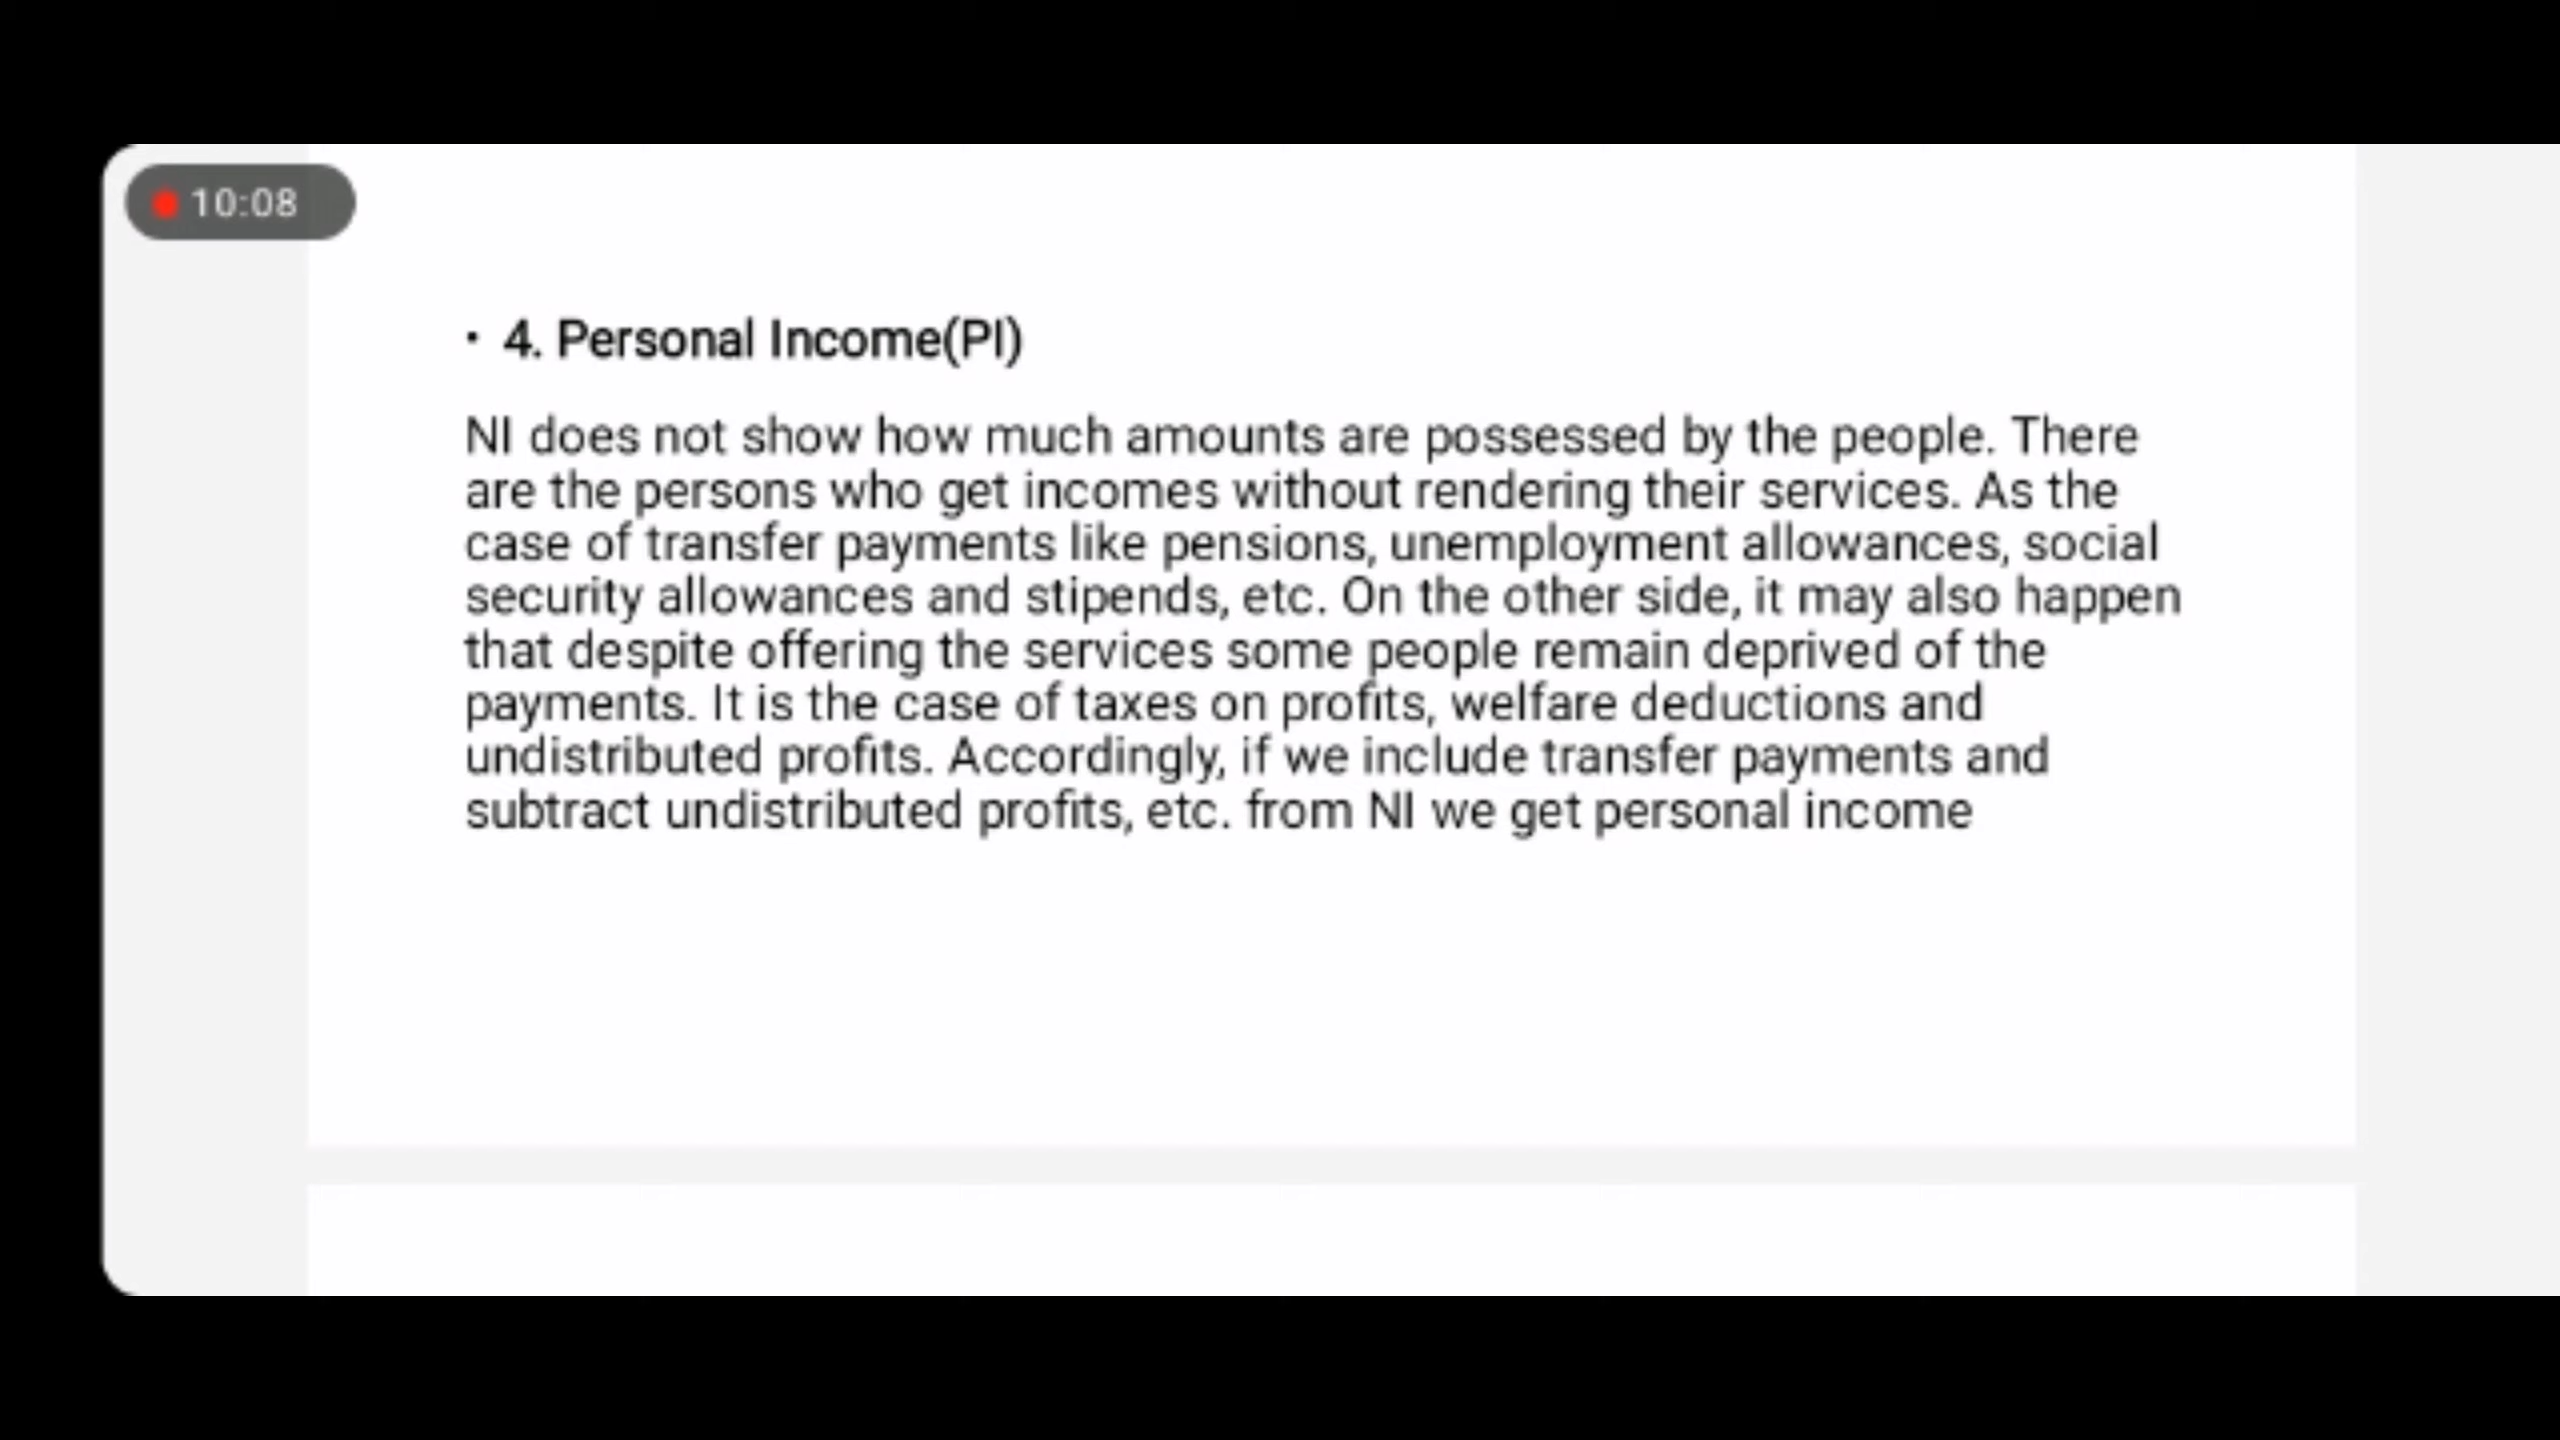 10:08
• 4. Personal Income(PI)
NI does not show how much amounts are possessed by the people. There
are the persons who get incomes without rendering their services. As the
case of transfer payments like pensions, unemployment allowances, social
security allowances and stipends, etc. On the other side, it may also happen
that despite offering the services some people remain deprived of the
payments. It is the case of taxes on profits, welfare deductions and
undistributed profits. Accordingly, if we include transfer payments and
subtract undistributed profits, etc. from NI we get personal income